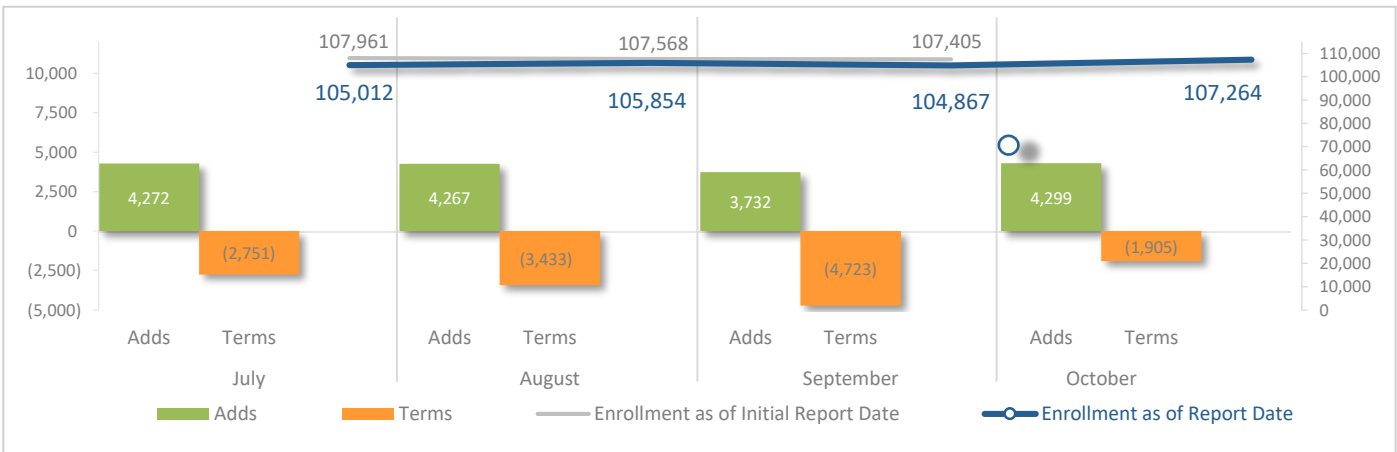 107,961 107,568 107,405
10,000 110,000
100,000
105,012 105,854 104,867 107,264
90,000
7,500
80,000
5,000 70,000
60,000
2,500 4,272 4,267 3,732 4,299
50,000
40,000
0
(2,751) (3,433) (4,723) (1,905)
30,000
(2,500) 20,000
10,000
(5,000) 0
Adds Terms Adds Terms Adds Terms Adds Terms
July August September October
Adds Terms Enrollment as of Initial Report Date Enrollment as of Report Date